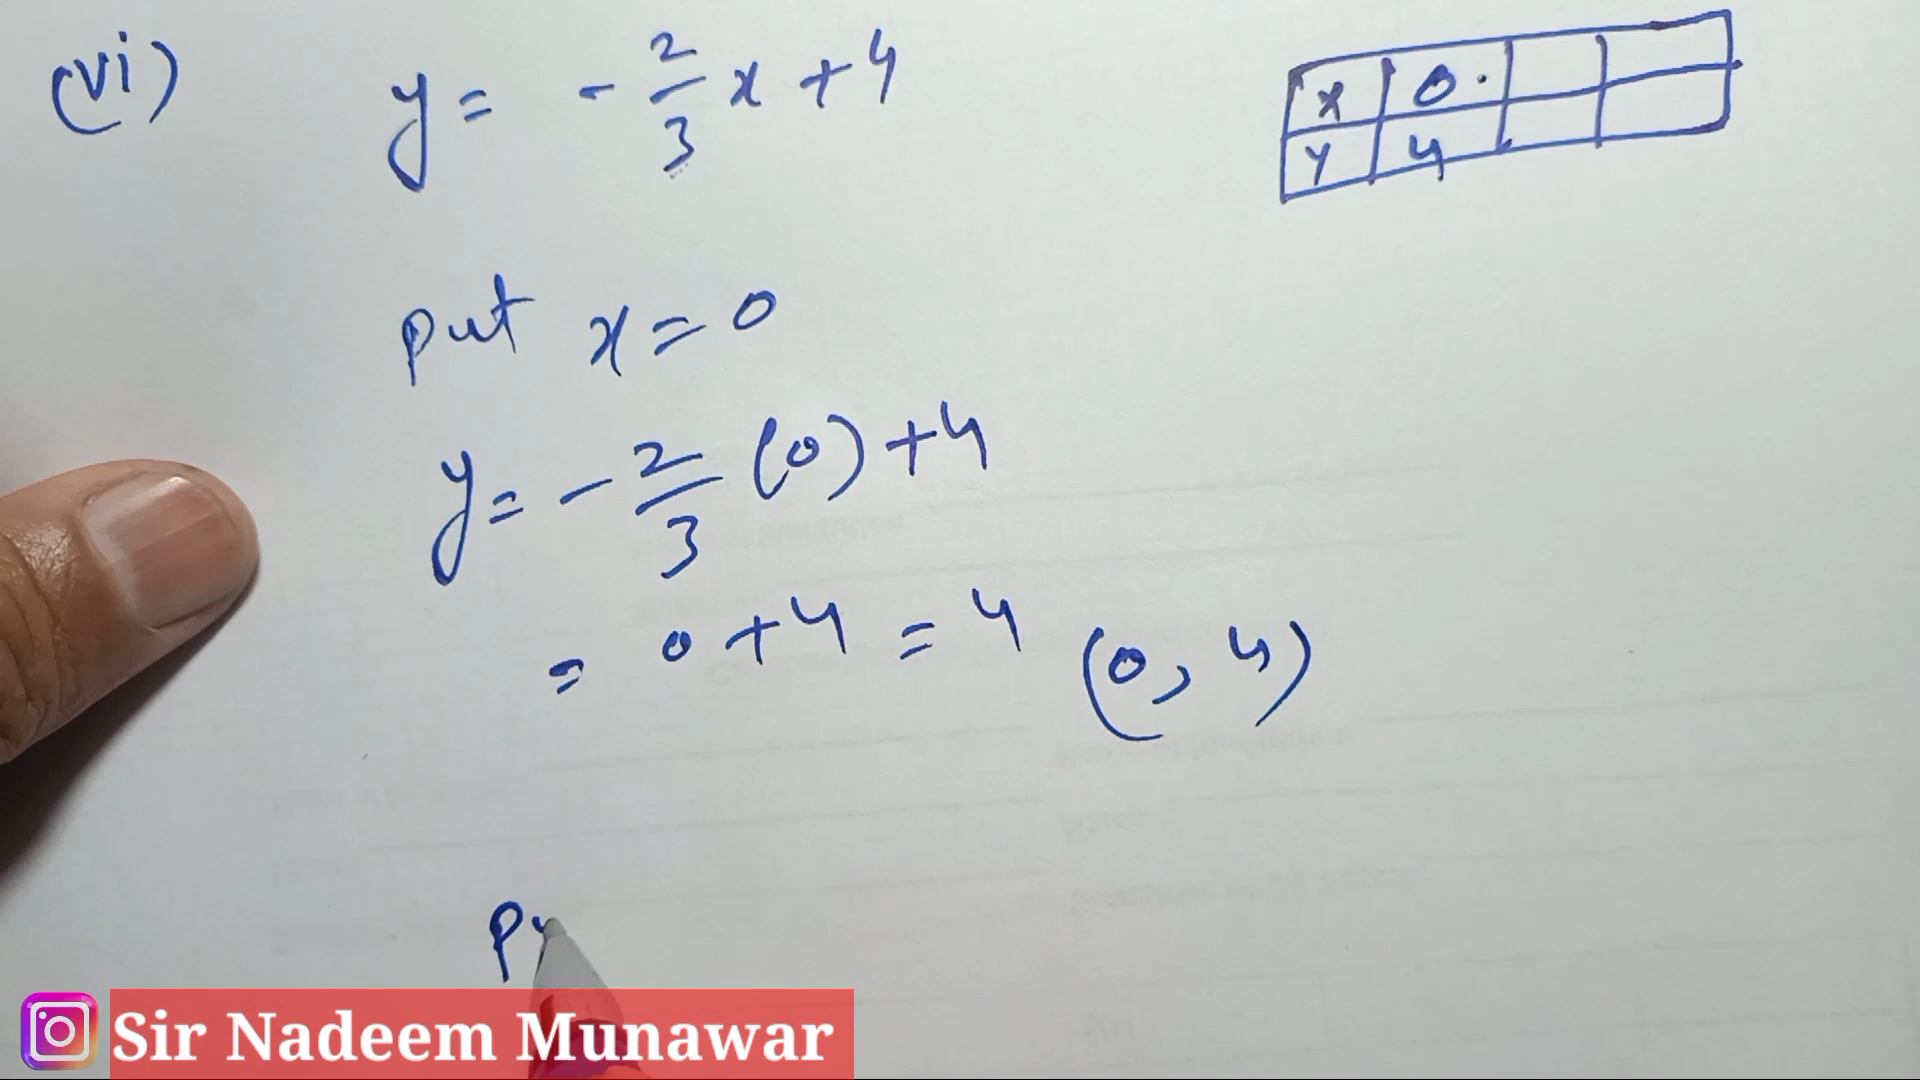 (vi) y = - 2/3 x + 4
x 0.
y 4
put x = 0
y = - 2/3 (0) + 4
= 0 + 4 = 4 (0, 4)
Pu
Sir Nadeem Munawar